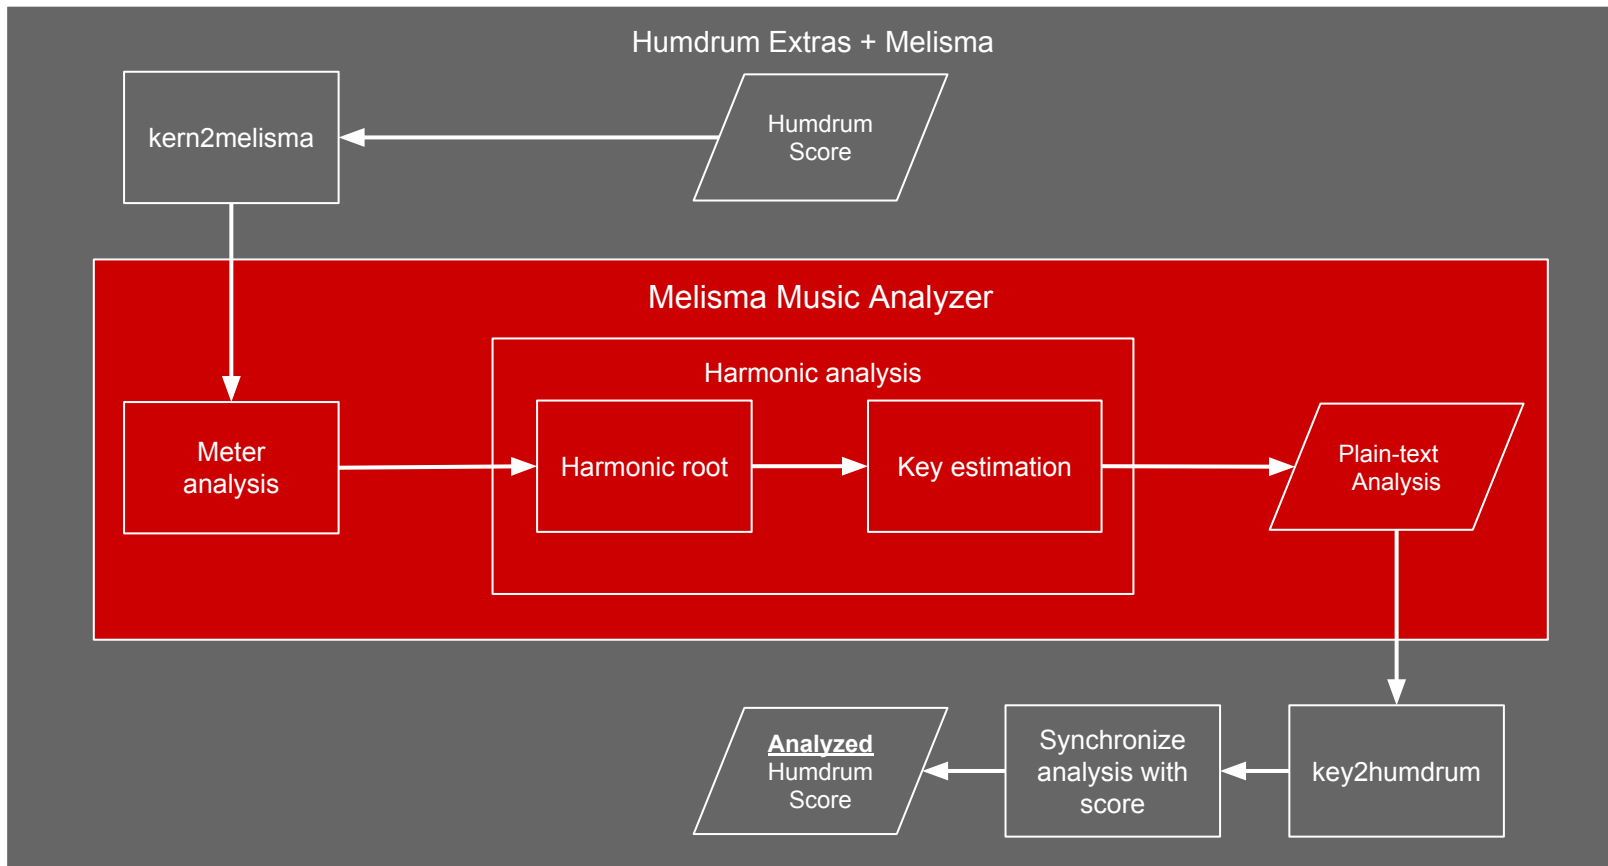 Humdrum Extras + Melisma
kern2melisma
Humdrum
Score
Melisma Music Analyzer
Harmonic analysis
Meter
analysis
Harmonic root
Key estimation
Plain-text
Analysis
Analyzed
Humdrum
Score
Synchronize
analysis with
score
key2humdrum